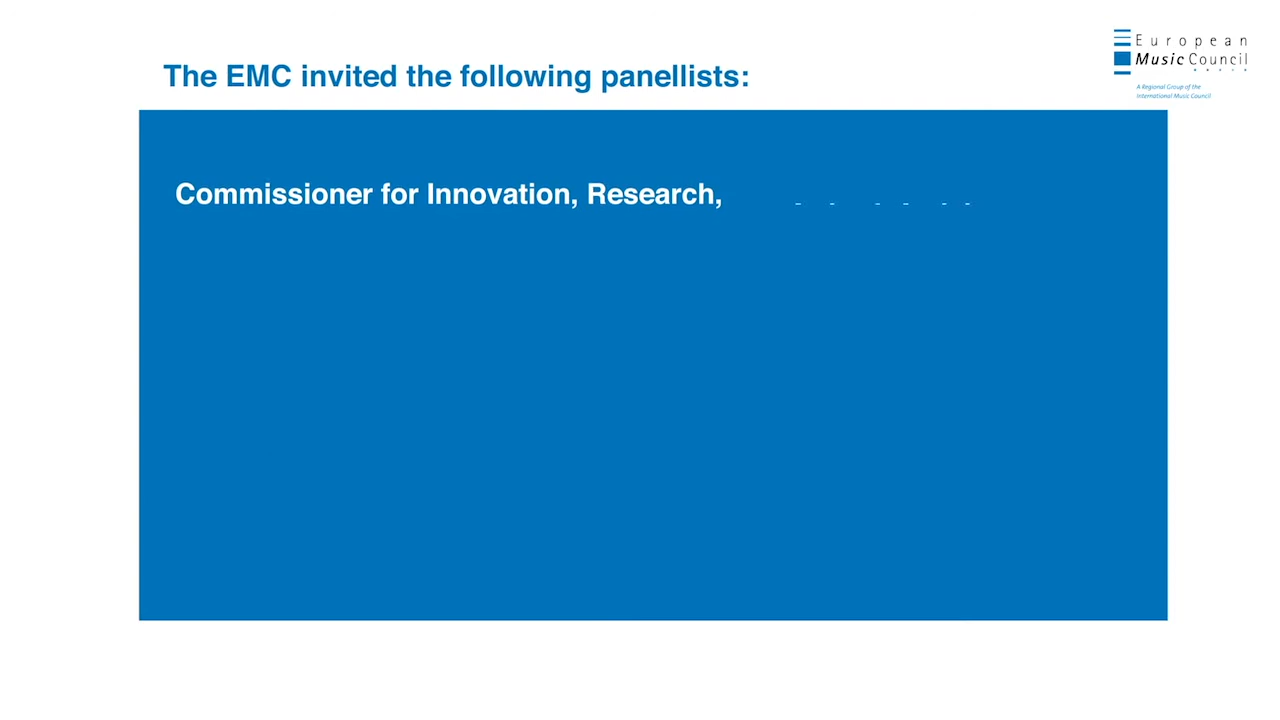 The EMC invited the following panellists:
European
Music Council
A Regional Group of the
International Music Council
Commissioner for Innovation, Research,